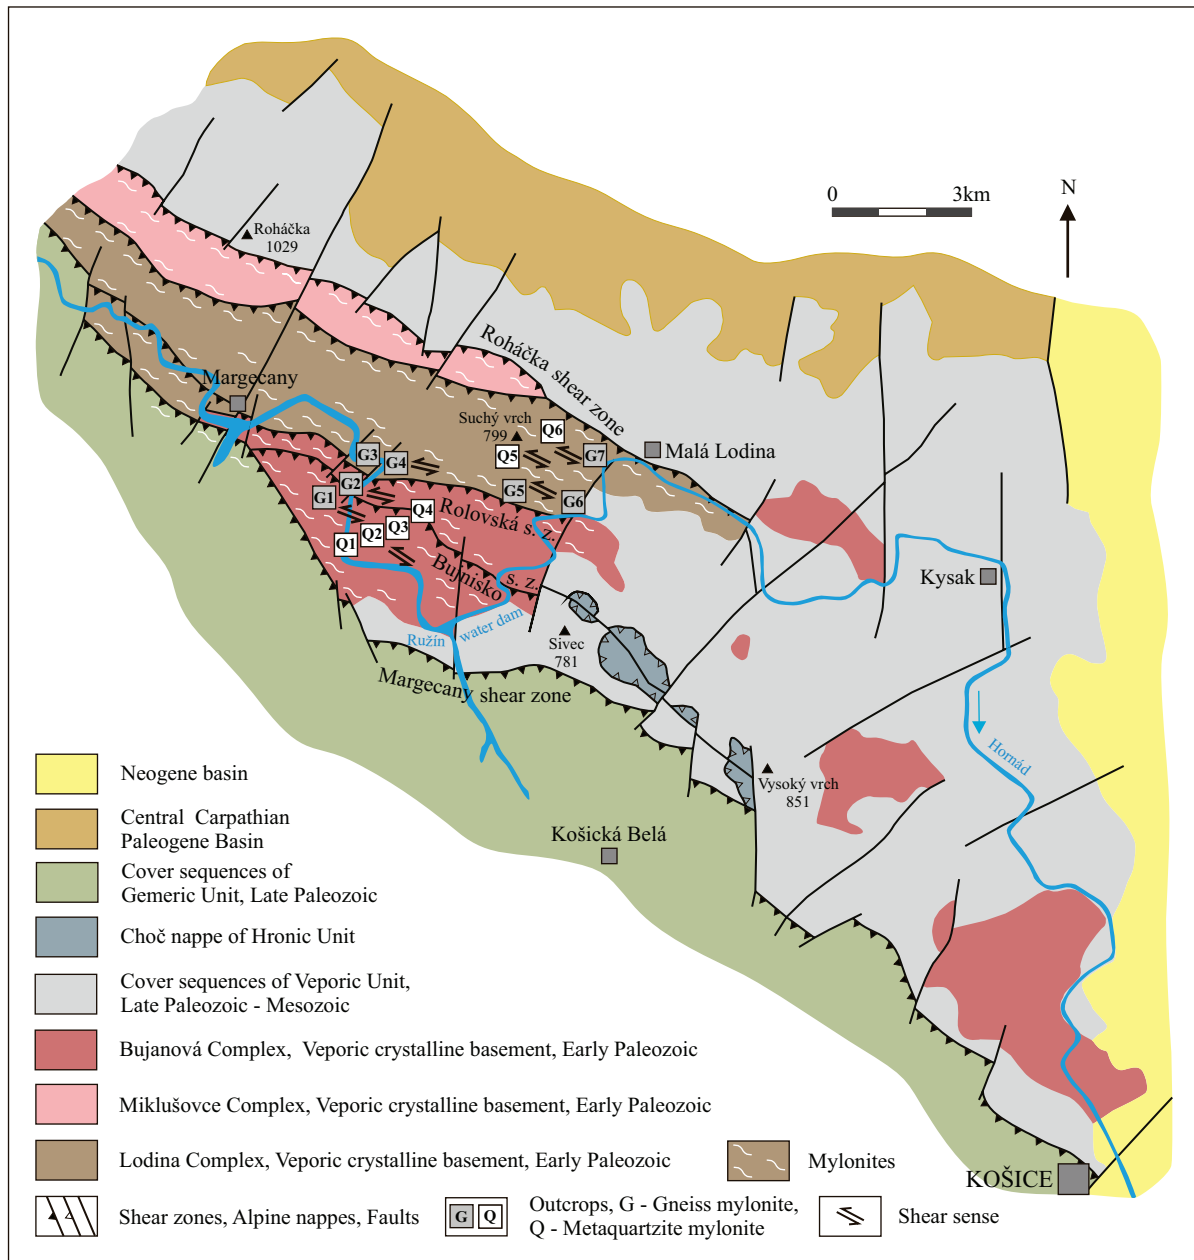 0
3km
N
Roháčka
1029
Roháčka shear zone
Margecany
Suchý vrch
799
Q6
Q5
G3
G4
G7
Malá Lodina
G1
G2
G5
G6
Q4
Rolovská s. z.
Q1
Q2
Q3
Bujnisko s. z.
Kysak
Ružín water dam
Sivec
781
Margecany shear zone
Hornád
Vysoký vrch
851
Košická Belá
KOŠICE
Neogene basin
Central Carpathian
Paleogene Basin
Cover sequences of
Gemeric Unit, Late Paleozoic
Choč nappe of Hronic Unit
Cover sequences of Veporic Unit,
Late Paleozoic - Mesozoic
Bujanová Complex, Veporic crystalline basement, Early Paleozoic
Miklušovce Complex, Veporic crystalline basement, Early Paleozoic
Lodina Complex, Veporic crystalline basement, Early Paleozoic
Mylonites
Shear zones, Alpine nappes, Faults
G Q
Outcrops, G - Gneiss mylonite,
Q - Metaquartzite mylonite
Shear sense